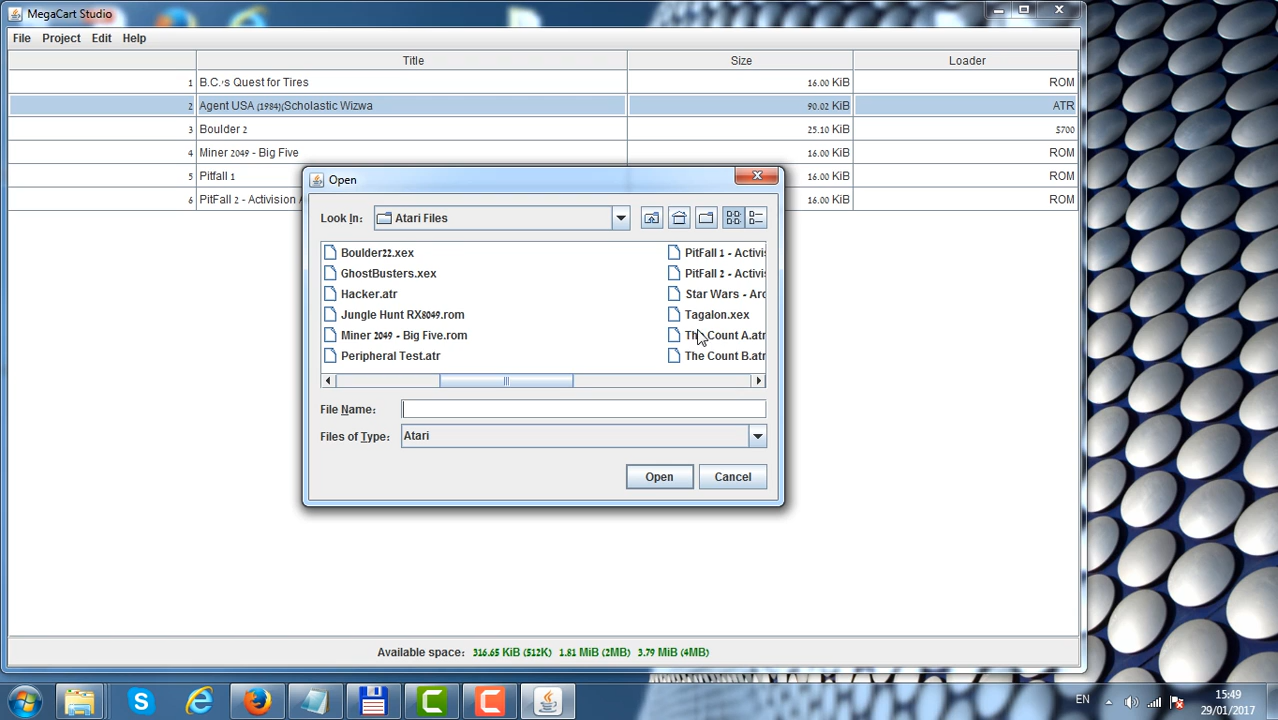 MegaCart Studio
File Project Edit Help
Title Size Loader
1 B.C.'s Quest for Tires 16.00 KiB ROM
2 Agent USA (1984)(Scholastic Wizwa 90.02 KiB ATR
3 Boulder 2 25.10 KiB $700
4 Miner 2049 - Big Five 16.00 KiB ROM
5 Pitfall 1 16.00 KiB ROM
6 PitFall 2 - Activision 16.00 KiB ROM
Open
Look In: Atari Files
Boulder22.xex PitFall 1 - Activi
GhostBusters.xex PitFall 2 - Activi
Hacker.atr Star Wars - Arc
Jungle Hunt RX8049.rom Tagalon.xex
Miner 2049 - Big Five.rom The Count A.atr
Peripheral Test.atr The Count B.atr
File Name:
Files of Type: Atari
Open Cancel
Available space: 316.65 KiB (512K) 1.81 MiB (2MB) 3.79 MiB (4MB)
EN 15:49
29/01/2017